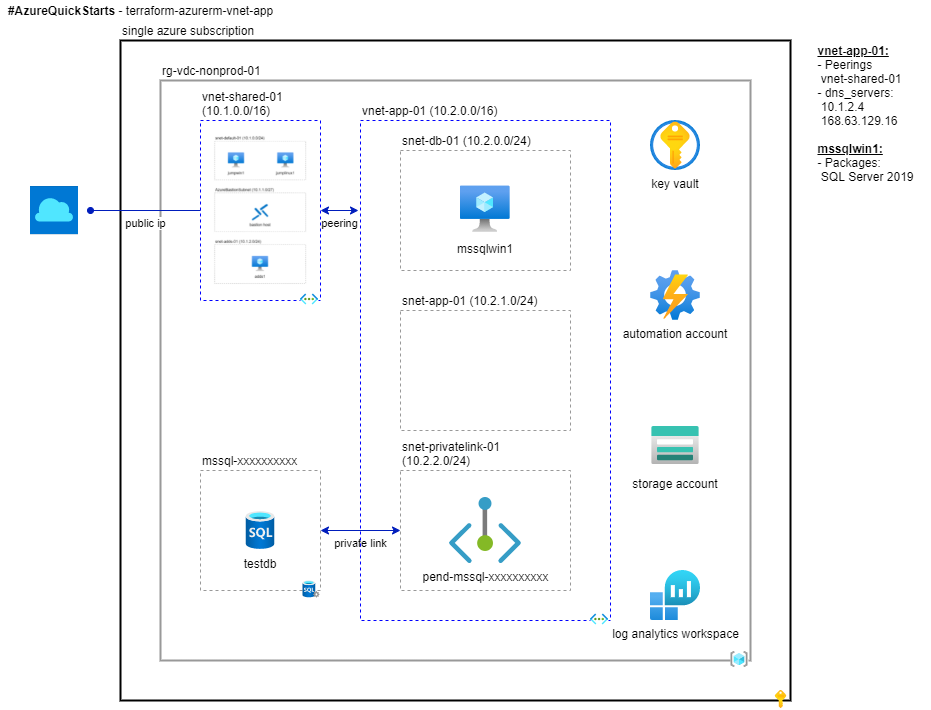 #AzureQuickStarts - terraform-azurerm-vnet-app
single azure subscription
rg-vdc-nonprod-01
vnet-shared-01
(10.1.0.0/16)
snet-default-01 (10.1.0.0/24)
jumpwin1
jumplinux1
AzureBastionSubnet (10.1.1.0/27)
bastion host
snet-adds-01
adds1
public ip
peering
vnet-app-01 (10.2.0.0/16)
snet-db-01 (10.2.0.0/24)
mssqlwin1
snet-app-01 (10.2.1.0/24)
snet-privatelink-01
(10.2.2.0/24)
pend-mssql-xxxxxxxxxx
mssql-xxxxxxxxxx
SQL
testdb
SQL
private link
key vault
automation account
storage account
log analytics workspace
vnet-app-01:
- Peerings
vnet-shared-01
- dns_servers:
10.1.2.4
168.63.129.16
mssqlwin1:
- Packages:
SQL Server 2019